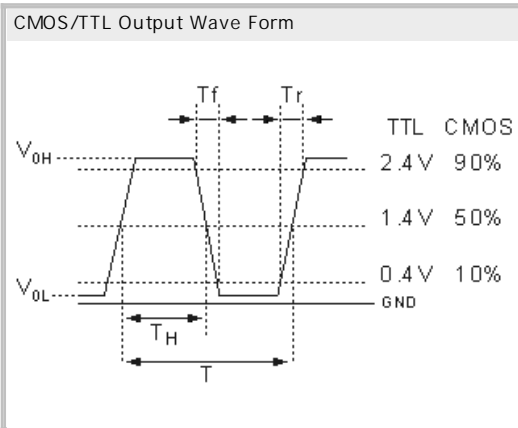 CMOS/TTL Output Wave Form
Tf Tr
TTL CMOS
V0H 2.4V 90%
1.4V 50%
0.4V 10%
V0L GND
TH
T